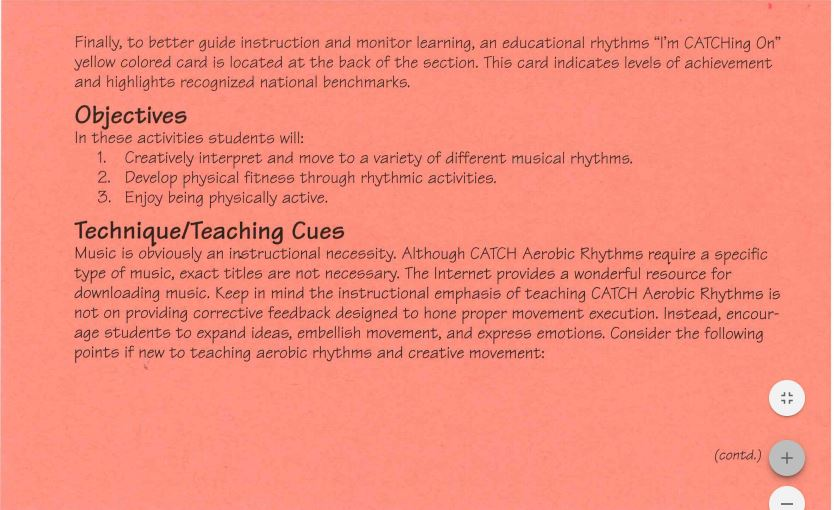 Finally, to better guide instruction and monitor learning, an educational rhythms “I’m CATCHing On”
yellow colored card is located at the back of the section. This card indicates levels of achievement
and highlights recognized national benchmarks.
Objectives
In these activities students will:
1. Creatively interpret and move to a variety of different musical rhythms.
2. Develop physical fitness through rhythmic activities.
3. Enjoy being physically active.
Technique/Teaching Cues
Music is obviously an instructional necessity. Although CATCH Aerobic Rhythms require a specific
type of music, exact titles are not necessary. The Internet provides a wonderful resource for
downloading music. Keep in mind the instructional emphasis of teaching CATCH Aerobic Rhythms is
not on providing corrective feedback designed to hone proper movement execution. Instead, encour-
age students to expand ideas, embellish movement, and express emotions. Consider the following
points if new to teaching aerobic rhythms and creative movement:
(contd.)